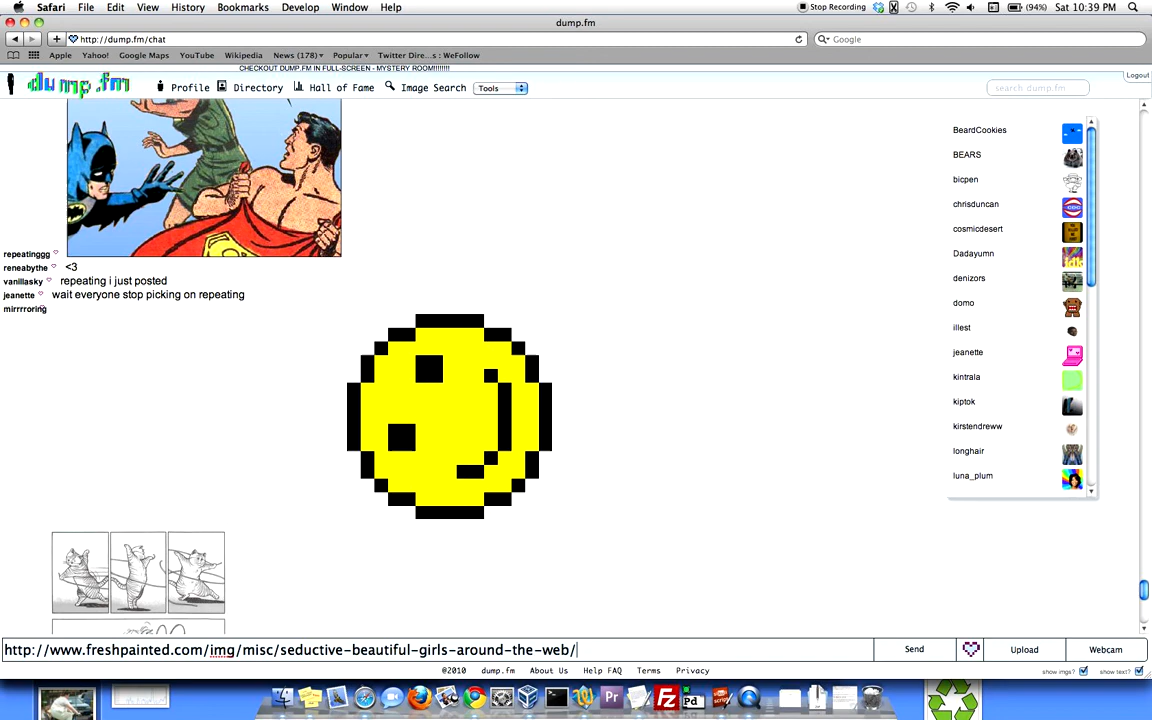 Safari File Edit View History Bookmarks Develop Window Help Stop Recording (94%) Sat 10:39 PM
dump.fm
http://dump.fm/chat Google
Apple Yahoo! Google Maps YouTube Wikipedia News (178) Popular Twitter Dire...s : WeFollow
CHECKOUT DUMP.FM IN FULL-SCREEN - MYSTERY ROOM!!!!!!!!
Logout
dump.fm Profile Directory Hall of Fame Image Search Tools search dump.fm
BeardCookies
BEARS
bicpen
chrisduncan
cosmicdesert
Dadayumn
denizors
domo
illest
jeanette
kintrala
kiptok
kirstendreww
longhair
luna_plum
repeatinggg
reneabythe <3
vanillasky repeating i just posted
jeanette wait everyone stop picking on repeating
mirrrroring
http://www.freshpainted.com/img/misc/seductive-beautiful-girls-around-the-web/ Send Upload Webcam
@2010 dump.fm About Us Help FAQ Terms Privacy show imgs? show text?
Pr Fz Pd